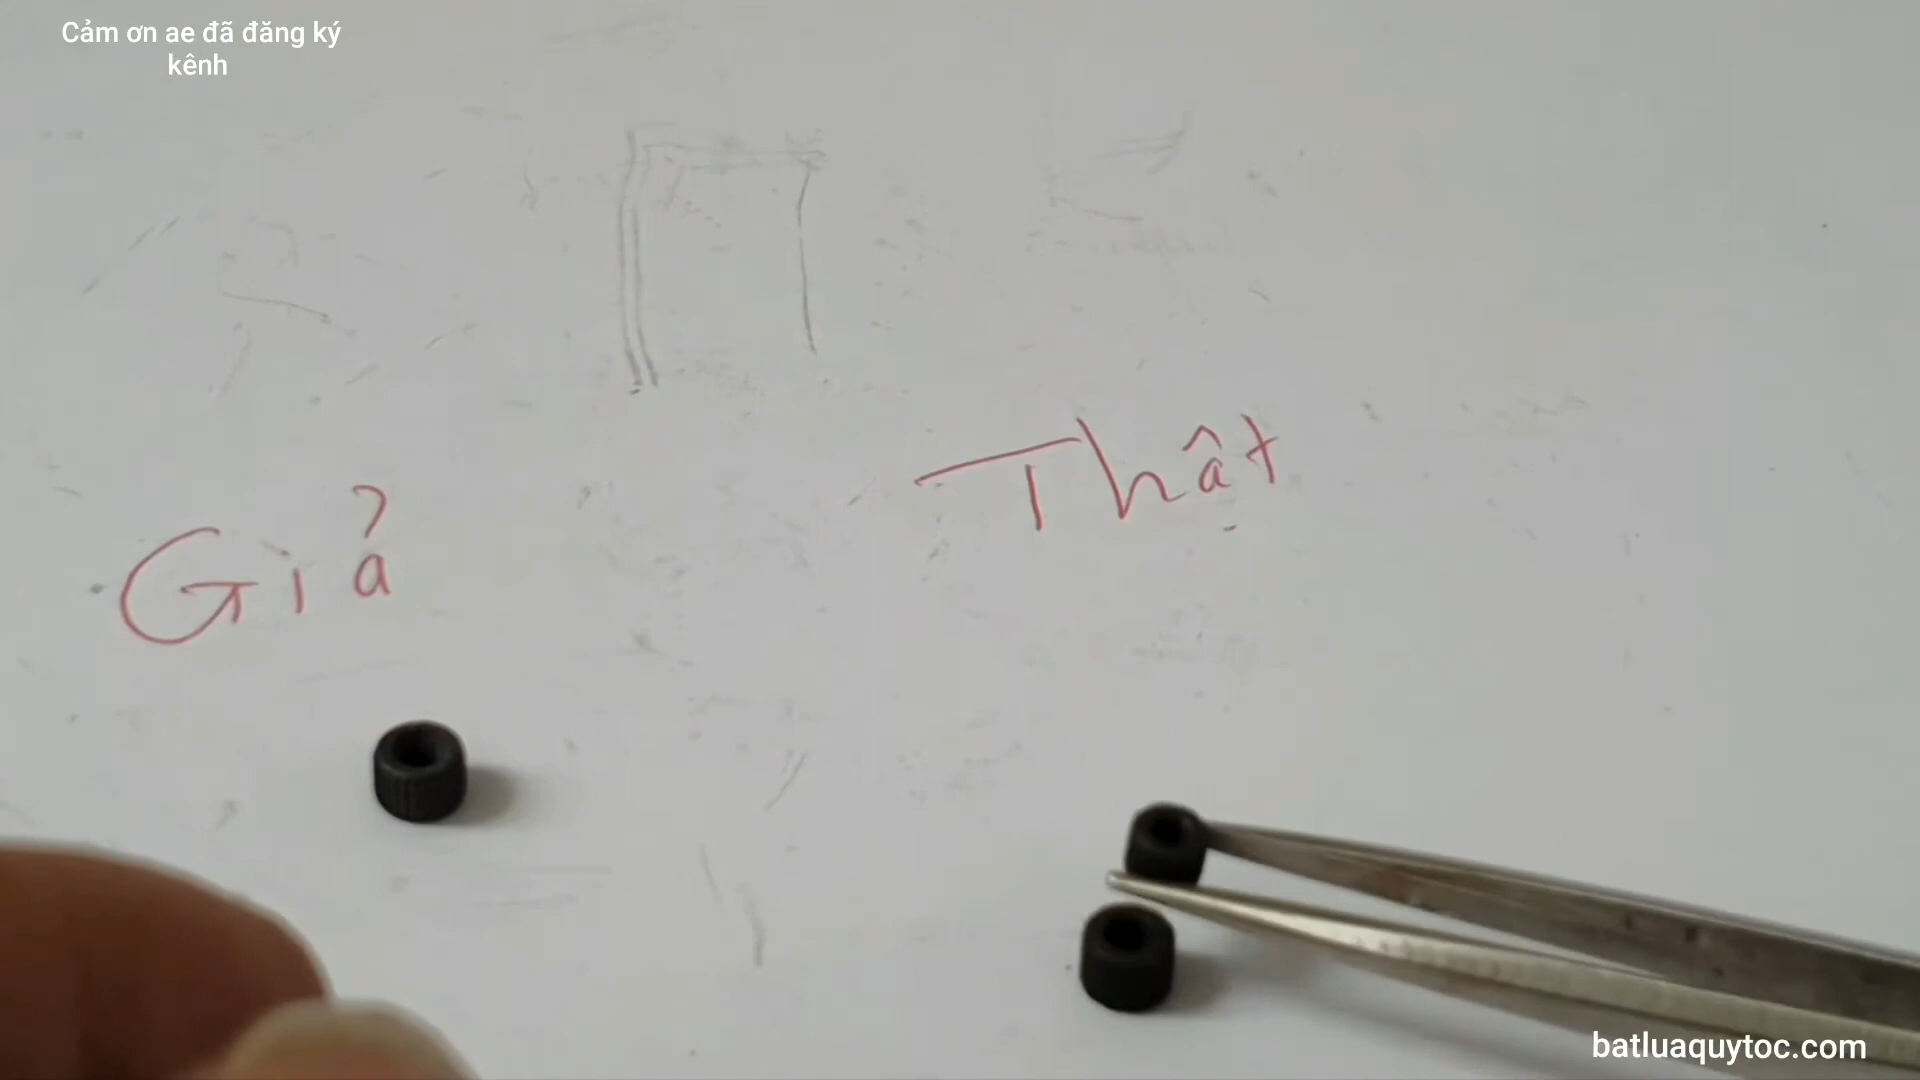 Cảm ơn ae đã đăng ký
kênh
Thật
Giả
batluaquytoc.com